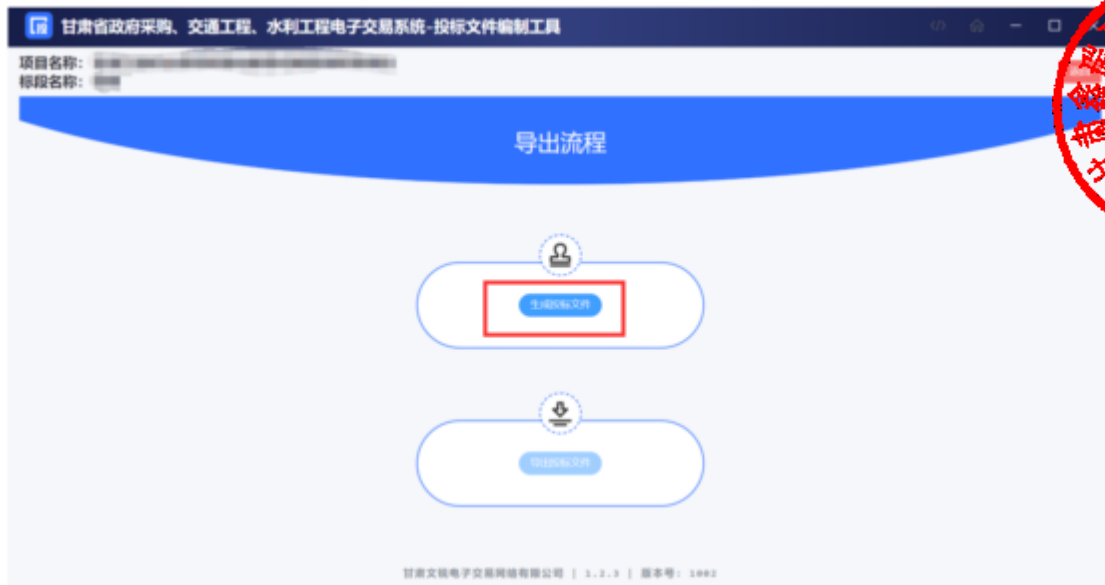 甘肃省政府采购、交通工程、水利工程电子交易系统-投标文件编制工具
项目名称：
标段名称：
导出流程
生成投标文件
导出投标文件
甘肃文锐电子交易网络有限公司 | 1.2.3 | 版本号：1002